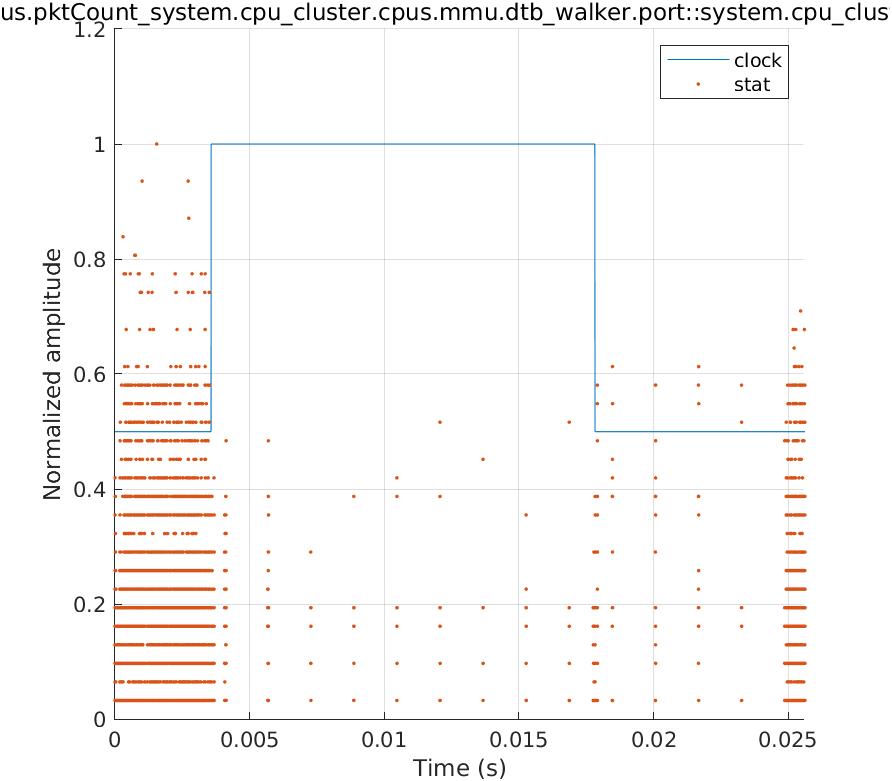 us.pktCount_system.cpu_cluster.cpus.mmu.dtb_walker.port::system.cpu_clus
1.2
clock
stat
1
0.8
0.6
0.4
0.2
0
Normalized amplitude
0
0.005
0.01
0.015
0.02
0.025
Time (s)